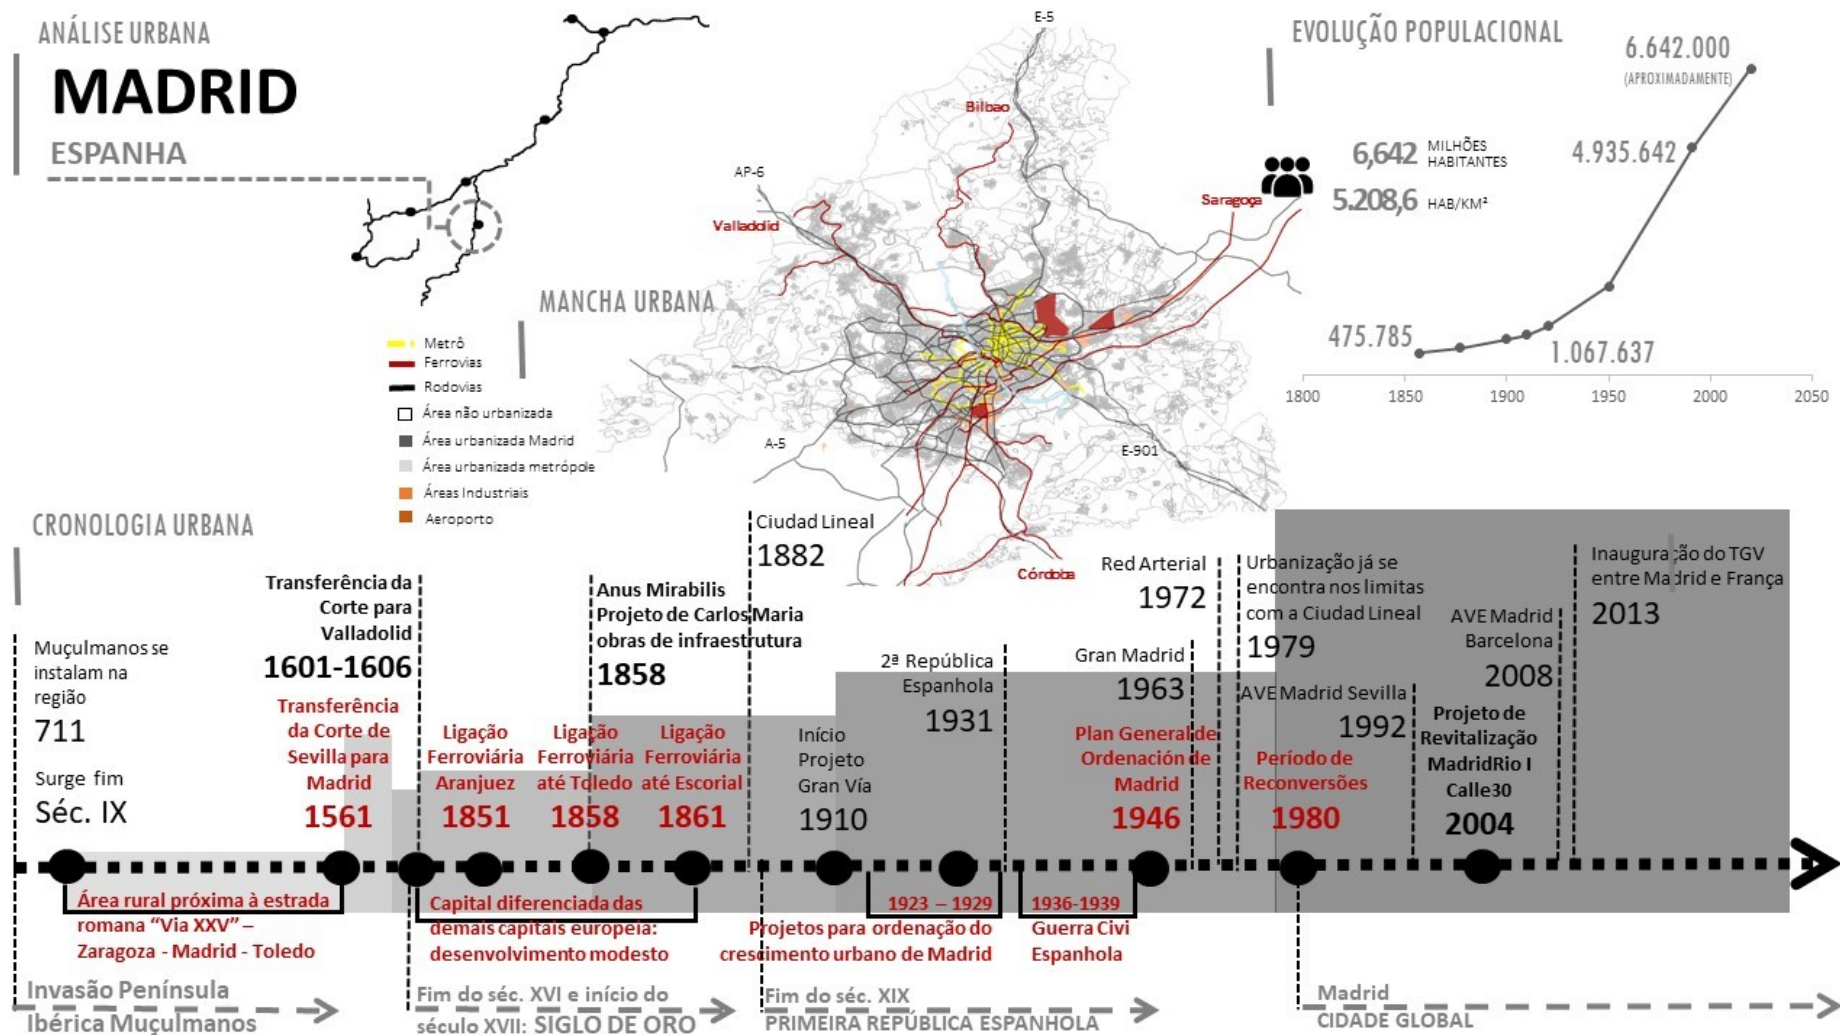 ANÁLISE URBANA
MADRID
ESPANHA
MANCHA URBANA
Metrô
Ferrovias
Rodovias
Área não urbanizada
Área urbanizada Madrid
Área urbanizada metrópole
Áreas Industriais
Aeroporto
E-5
Bilbao
AP-6
Valladolid
Saragoça
A-5
E-901
Córdoba
EVOLUÇÃO POPULACIONAL
6.642.000
(APROXIMADAMENTE)
6,642 MILHÕES
HABITANTES
5.208,6 HAB/KM²
4.935.642
475.785
1.067.637
1800 1850 1900 1950 2000 2050
CRONOLOGIA URBANA
Muçulmanos se
instalam na
região
711
Surge fim
Séc. IX
Transferência da
Corte para
Valladolid
1601-1606
Transferência
da Corte de
Sevilla para
Madrid
1561
Ligação
Ferroviária
Aranjuez
1851
Anus Mirabilis
Projeto de Carlos Maria
obras de infraestrutura
1858
Ligação
Ferroviária
até Toledo
1858
Ligação
Ferroviária
até Escorial
1861
Ciudad Lineal
1882
Início
Projeto
Gran Vía
1910
2ª República
Espanhola
1931
Red Arterial
1972
Gran Madrid
1963
Plan General de
Ordenación de
Madrid
1946
Urbanização já se
encontra nos limitas
com a Ciudad Lineal
1979
AVE Madrid Sevilla
1992
Período de
Reconversões
1980
AVE Madrid
Barcelona
2008
Projeto de
Revitalização
MadridRio I
Calle30
2004
Inauguração do TGV
entre Madrid e França
2013
Área rural próxima à estrada
romana “Via XXV” –
Zaragoza - Madrid - Toledo
Capital diferenciada das
demais capitais europeia:
desenvolvimento modesto
1923 – 1929
Projetos para ordenação do
crescimento urbano de Madrid
1936-1939
Guerra Civi
Espanhola
Invasão Península
Ibérica Muçulmanos
Fim do séc. XVI e início do
século XVII: SIGLO DE ORO
Fim do séc. XIX
PRIMEIRA REPÚBLICA ESPANHOLA
Madrid
CIDADE GLOBAL